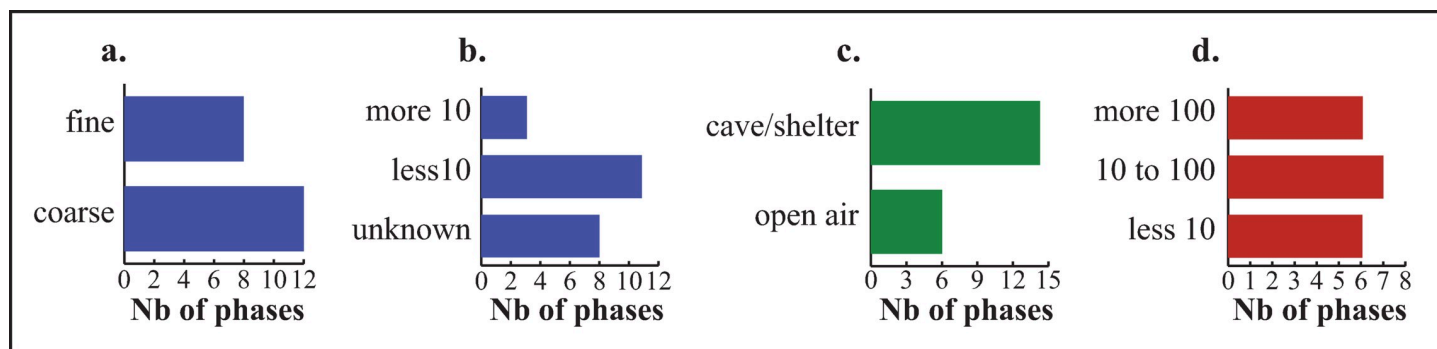 a.
fine
coarse
0 2 4 6 8 10 12
Nb of phases
b.
more 10
less10
unknown
0 2 4 6 8 10 12
Nb of phases
c.
cave/shelter
open air
0 3 6 9 12 15
Nb of phases
d.
more 100
10 to 100
less 10
0 1 2 3 4 5 6 7 8
Nb of phases